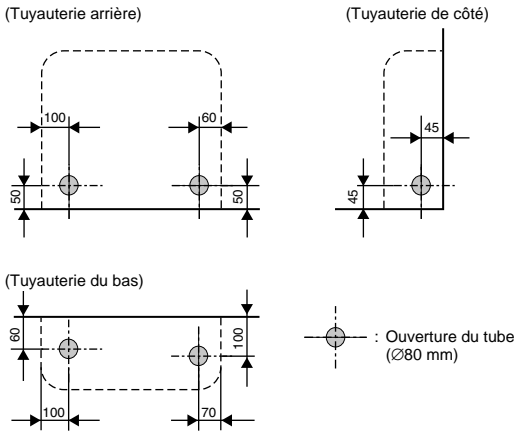 (Tuyauterie arrière)
(Tuyauterie de côté)
100
60
45
50
50
45
(Tuyauterie du bas)
60
100
: Ouverture du tube
(∅80 mm)
100
70